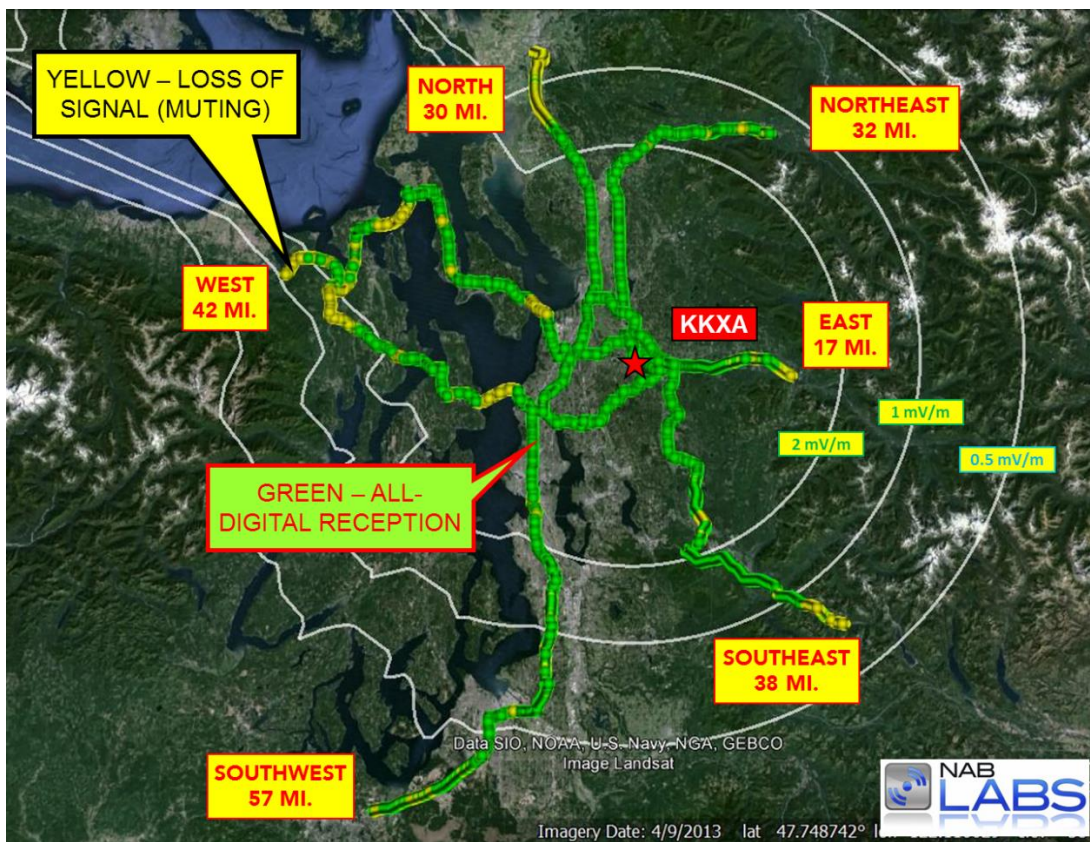 YELLOW – LOSS OF
SIGNAL (MUTING)
NORTH
30 MI.
NORTHEAST
32 MI.
WEST
42 MI.
KKXA
EAST
17 MI.
1 mV/m
2 mV/m
0.5 mV/m
GREEN – ALL-
DIGITAL RECEPTION
SOUTHEAST
38 MI.
SOUTHWEST
57 MI.
Data SIO, NOAA, U.S. Navy, NGA, GEBCO
Image Landsat
NAB
LABS
Imagery Date: 4/9/2013 lat 47.748742°